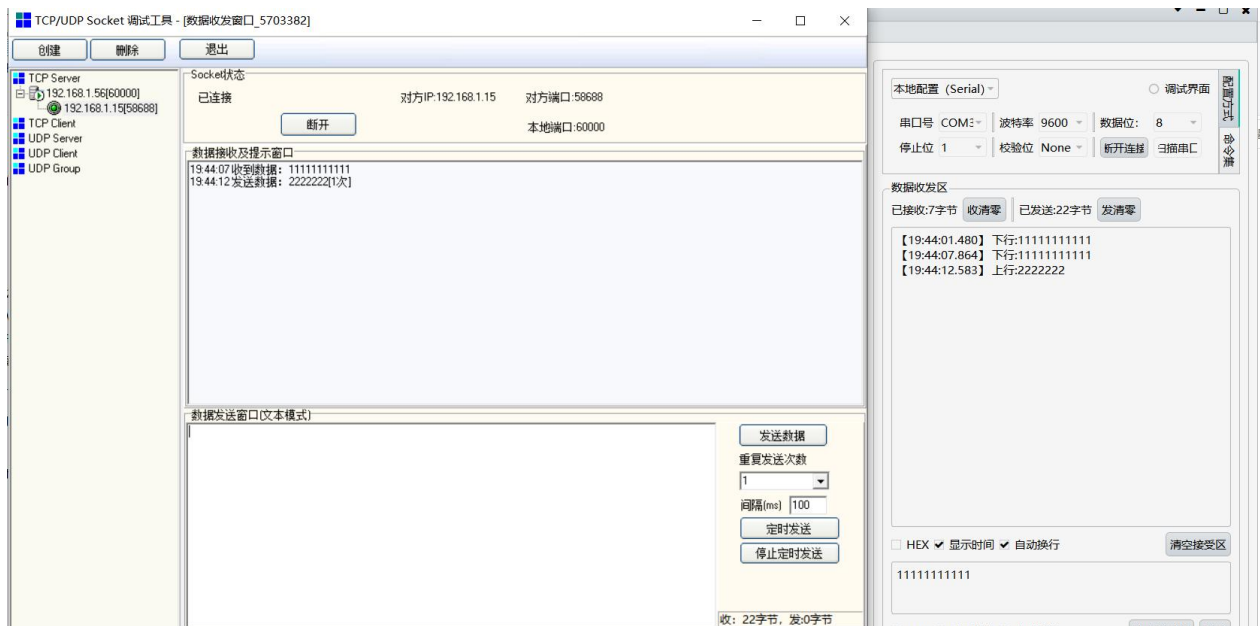 TCP/UDP Socket 调试工具 - [数据收发窗口_5703382]
创建 删除 退出
TCP Server
192.168.1.56[60000]
192.168.1.15[58688]
TCP Client
UDP Server
UDP Client
UDP Group
Socket状态
已连接 对方IP:192.168.1.15 对方端口:58688
断开 本地端口:60000
数据接收及提示窗口
19:44:07 收到数据：11111111111
19:44:12 发送数据：2222222[1次]
数据发送窗口(文本模式)
发送数据
重复发送次数
1
间隔(ms) 100
定时发送
停止定时发送
收：22字节，发:0字节
本地配置 (Serial) 调试界面
串口号 COM3 波特率 9600 数据位: 8
停止位 1 校验位 None 断开连接 扫描串口
配置方式
命令集
数据收发区
已接收:7字节 收清零 已发送:22字节 发清零
【19:44:01.480】下行:11111111111
【19:44:07.864】下行:11111111111
【19:44:12.583】上行:2222222
HEX 显示时间 自动换行 清空接受区
11111111111